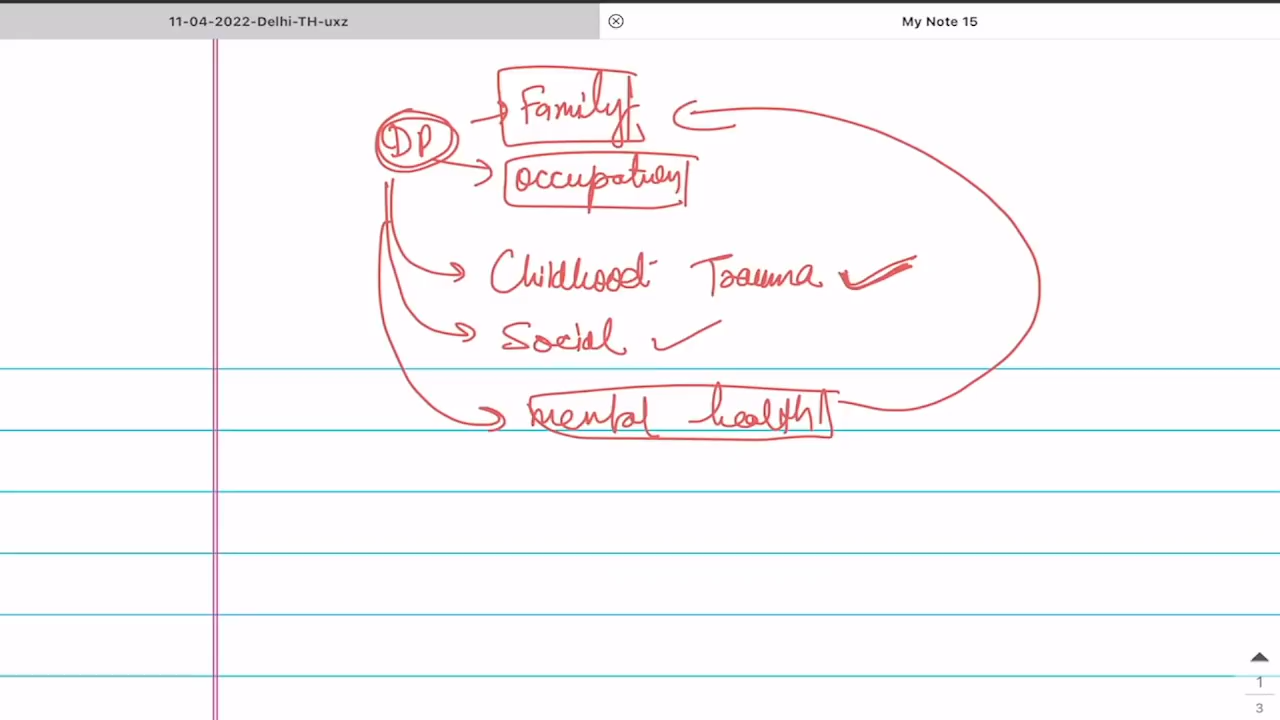 11-04-2022-Delhi-TH-uxz
My Note 15
DP
Family
occupation
Childhood Trauma
Social
mental health
1
3